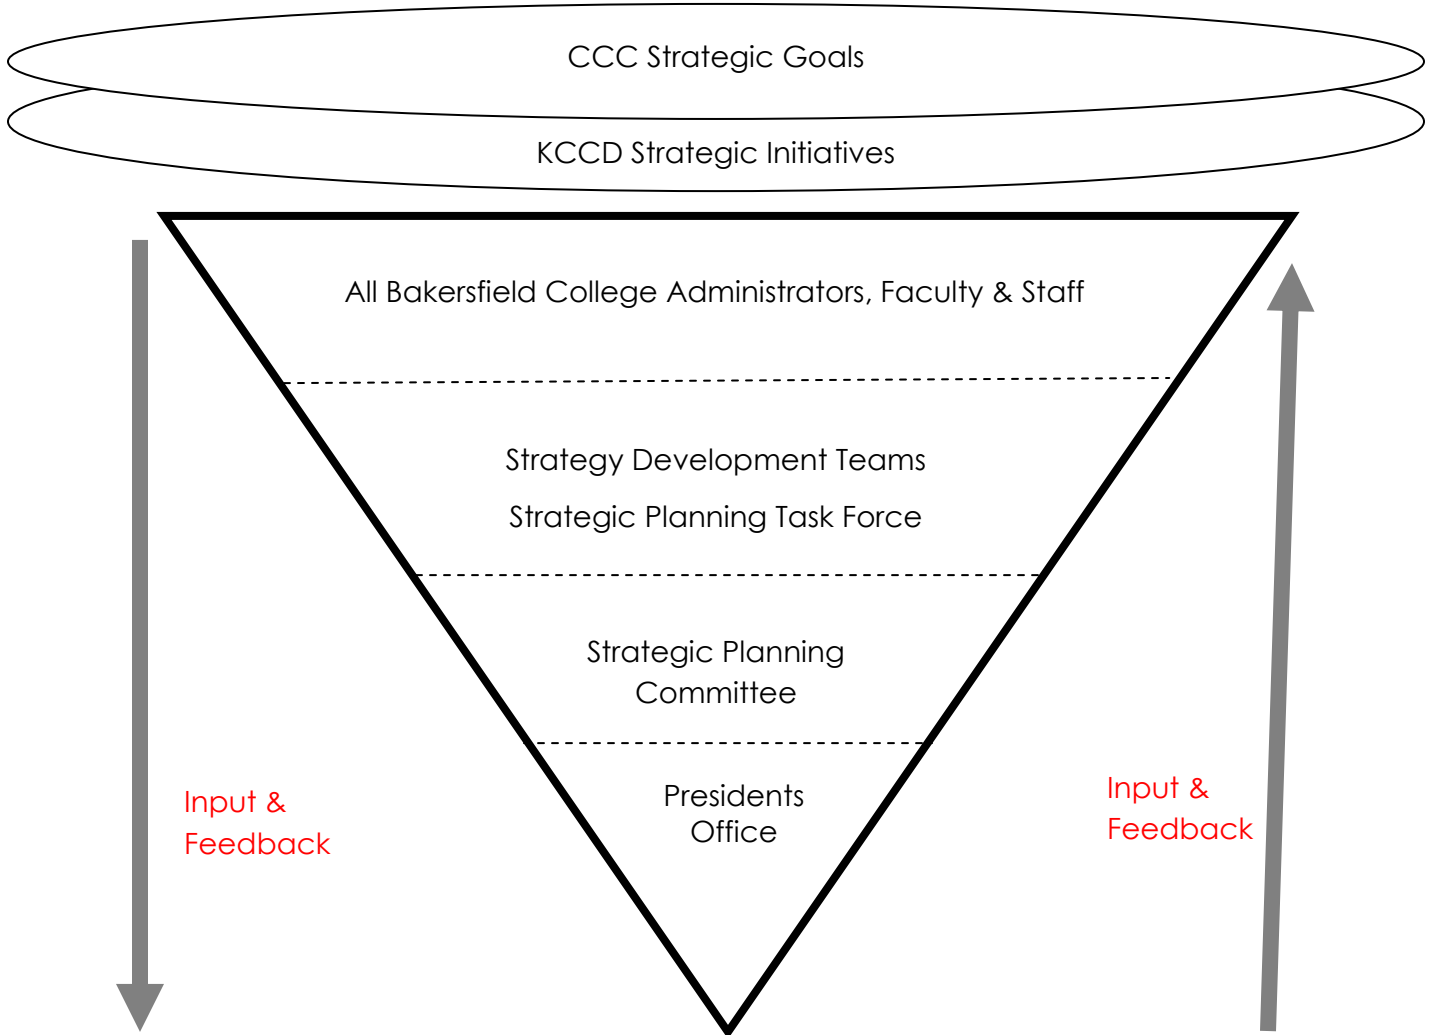 CCC Strategic Goals
KCCD Strategic Initiatives
All Bakersfield College Administrators, Faculty & Staff
Strategy Development Teams
Strategic Planning Task Force
Strategic Planning
Committee
Presidents
Office
Input &
Feedback
Input &
Feedback